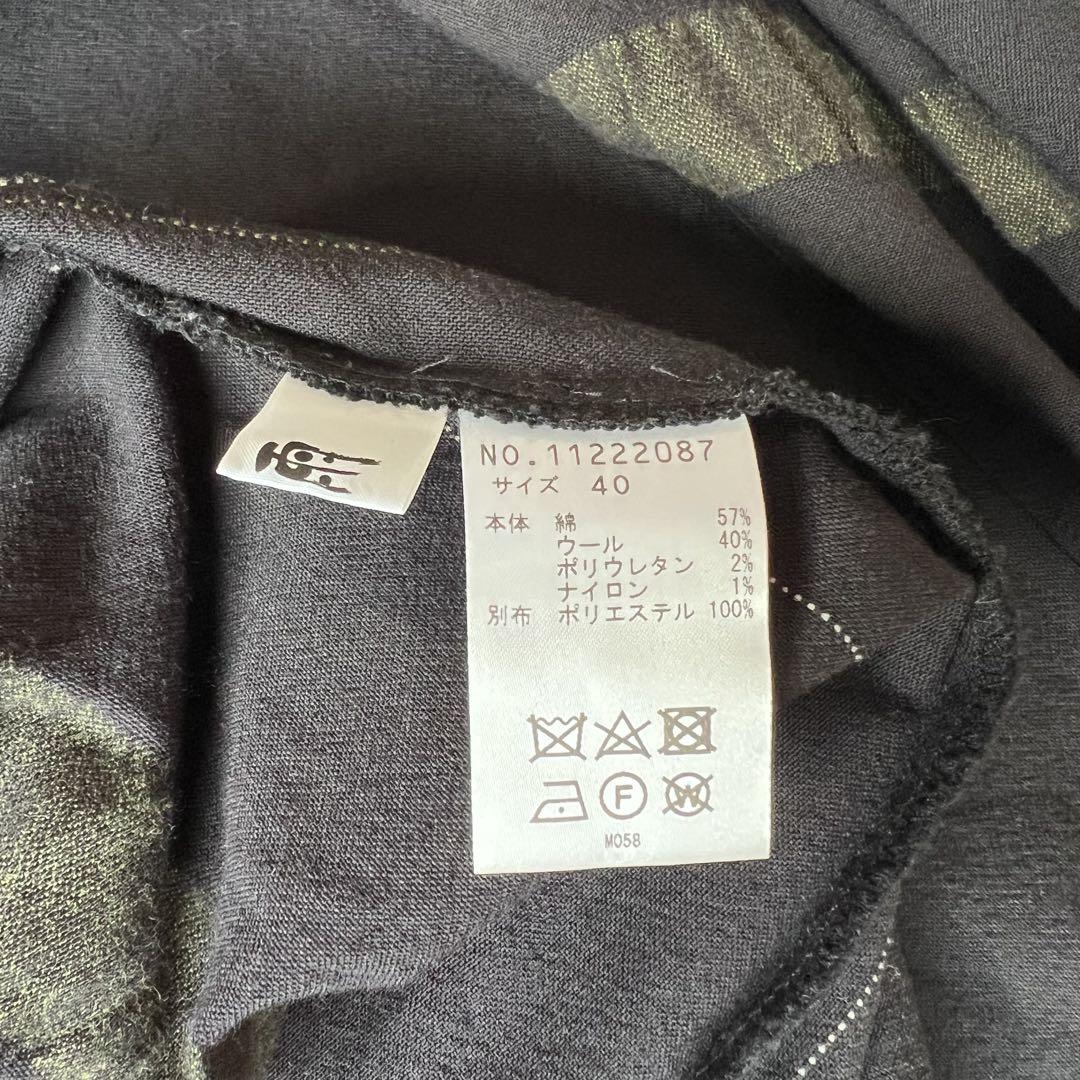 NO.11222087
サイズ 40
本体 綿 57%
ウール 40%
ポリウレタン 2%
ナイロン 1%
別布 ポリエステル 100%
F
W
M058